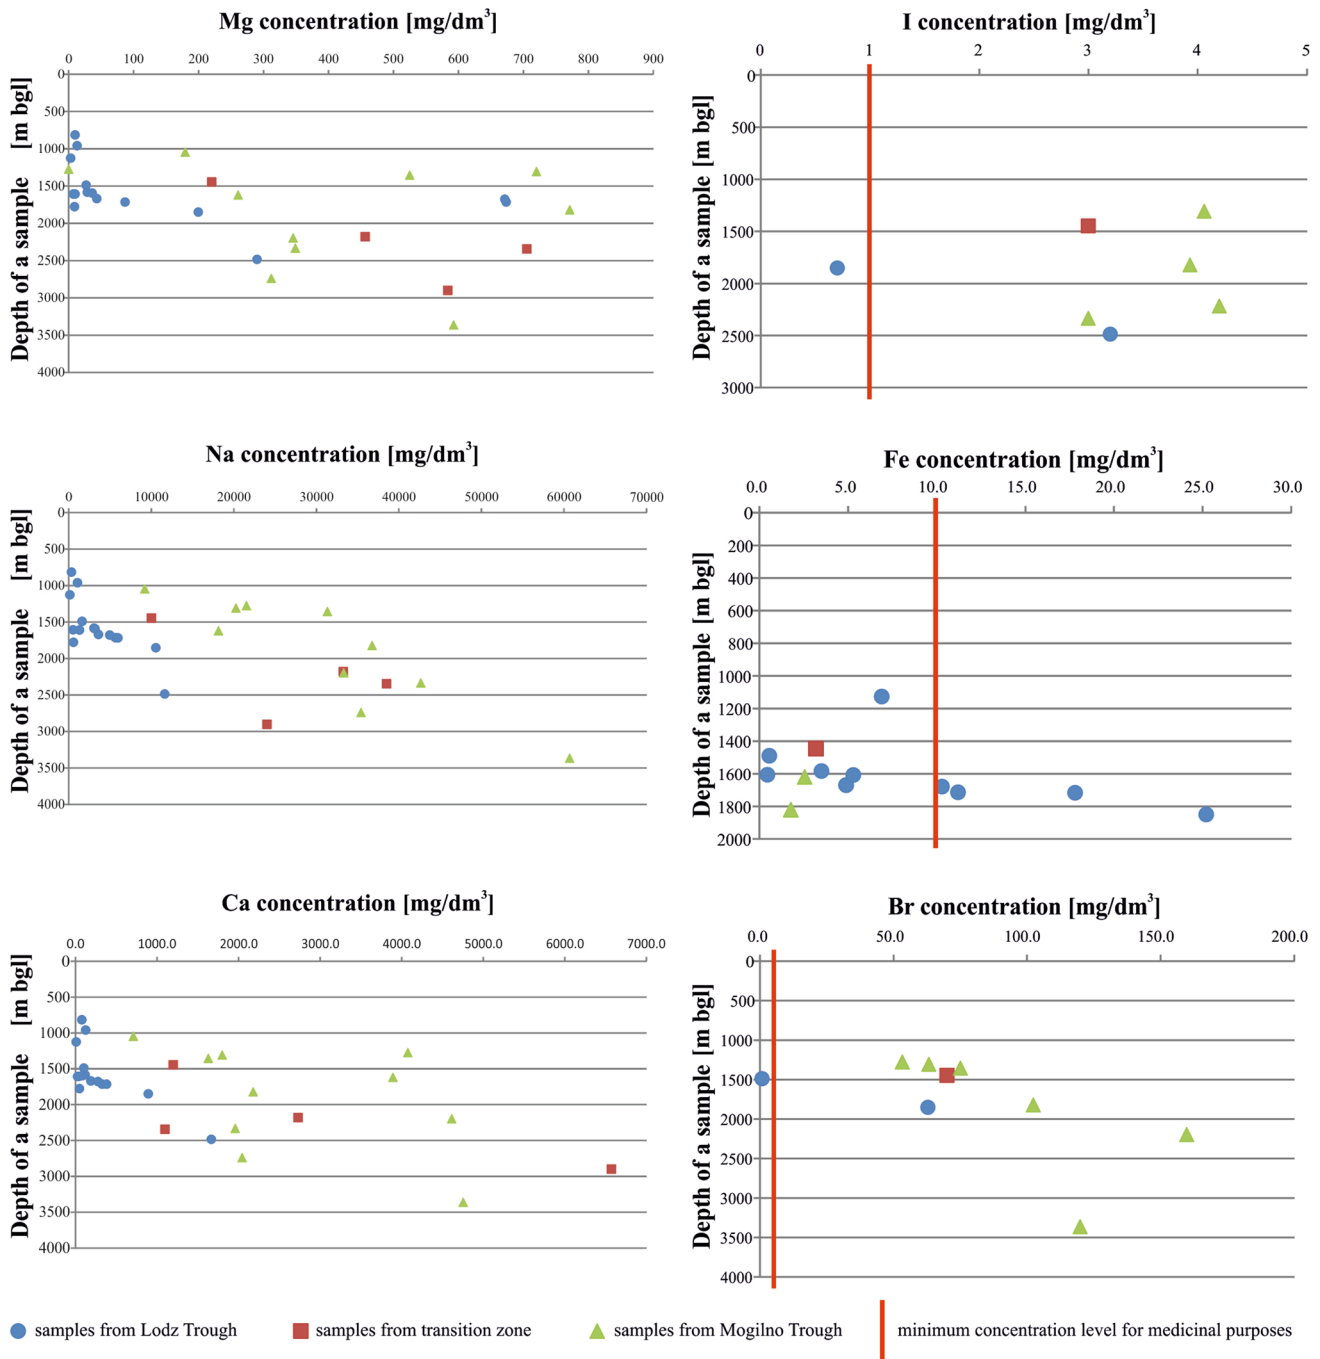 Mg concentration [mg/dm³]
0 100 200 300 400 500 600 700 800 900
Depth of a sample [m bgl]
0
500
1000
1500
2000
2500
3000
3500
4000
I concentration [mg/dm³]
0 1 2 3 4 5
Depth of a sample [m bgl]
0
500
1000
1500
2000
2500
3000
Na concentration [mg/dm³]
0 10000 20000 30000 40000 50000 60000 70000
Depth of a sample [m bgl]
0
500
1000
1500
2000
2500
3000
3500
4000
Fe concentration [mg/dm³]
0.0 5.0 10.0 15.0 20.0 25.0 30.0
Depth of a sample [m bgl]
0
200
400
600
800
1000
1200
1400
1600
1800
2000
Ca concentration [mg/dm³]
0.0 1000.0 2000.0 3000.0 4000.0 5000.0 6000.0 7000.0
Depth of a sample [m bgl]
0
500
1000
1500
2000
2500
3000
3500
4000
Br concentration [mg/dm³]
0.0 50.0 100.0 150.0 200.0
Depth of a sample [m bgl]
0
500
1000
1500
2000
2500
3000
3500
4000
samples from Lodz Trough
samples from transition zone
samples from Mogilno Trough
minimum concentration level for medicinal purposes